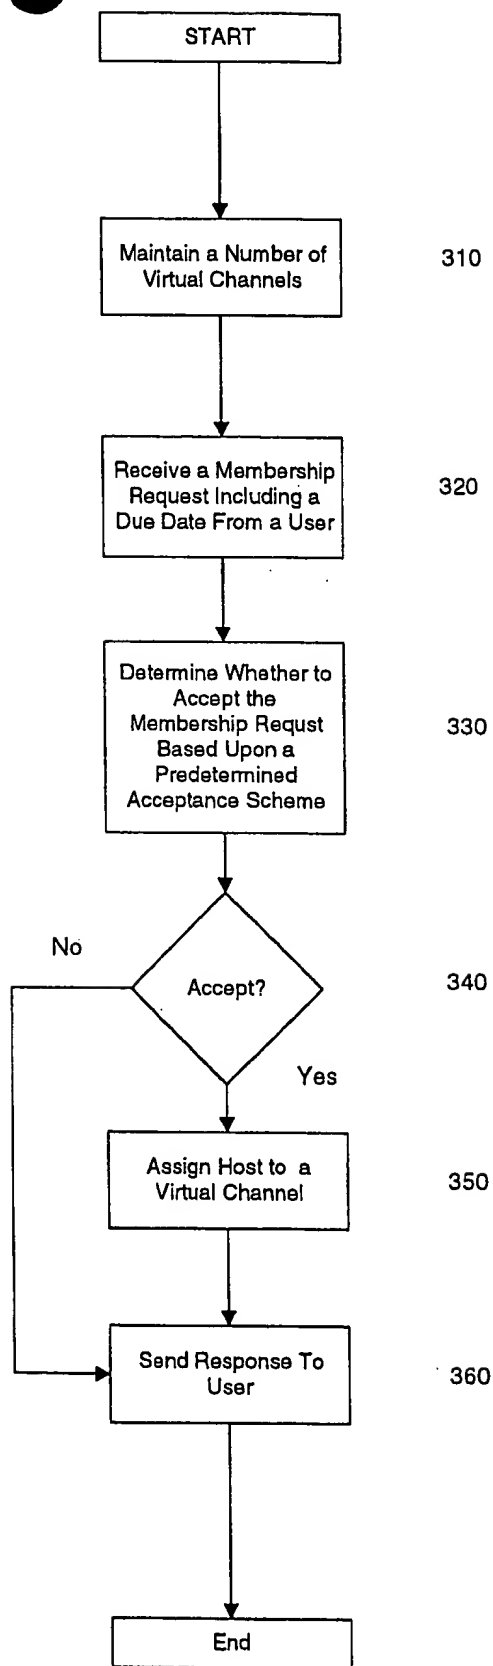 START
Maintain a Number of
Virtual Channels
310
Receive a Membership
Request Including a
Due Date From a User
320
Determine Whether to
Accept the
Membership Requst
Based Upon a
Predetermined
Acceptance Scheme
330
No
Accept?
340
Yes
Assign Host to a
Virtual Channel
350
Send Response To
User
360
End